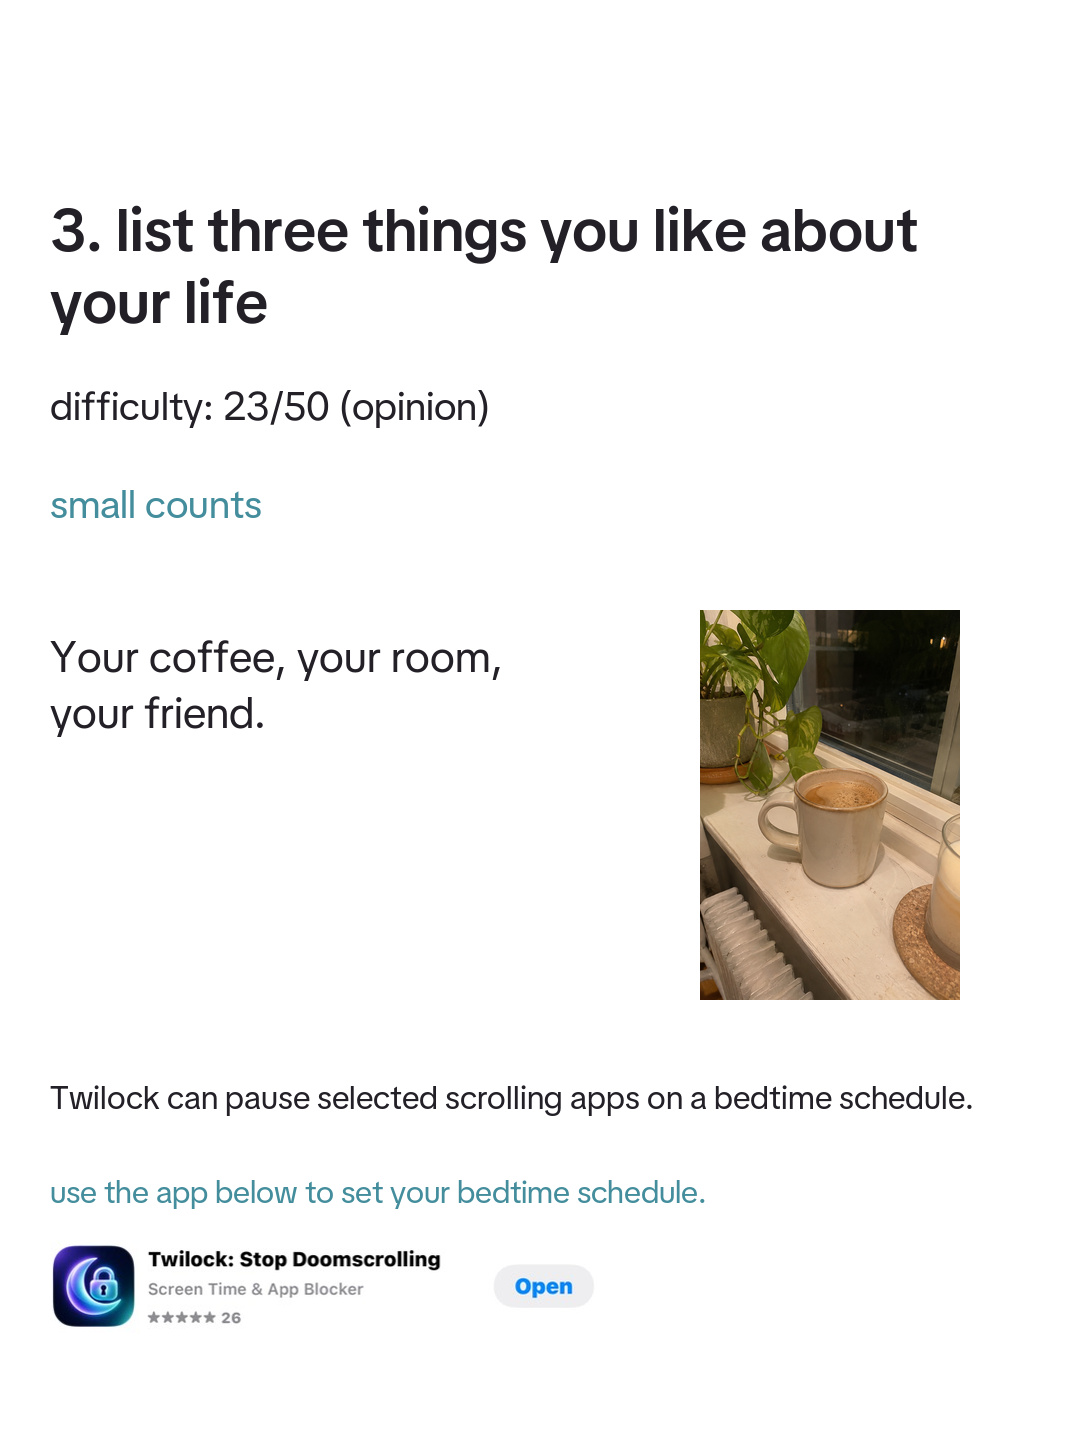 3. list three things you like about
your life
difficulty: 23/50 (opinion)
small counts
Your coffee, your room,
your friend.
Twilock can pause selected scrolling apps on a bedtime schedule.
use the app below to set your bedtime schedule.
Twilock: Stop Doomscrolling
Screen Time & App Blocker
★★★★★ 26
Open